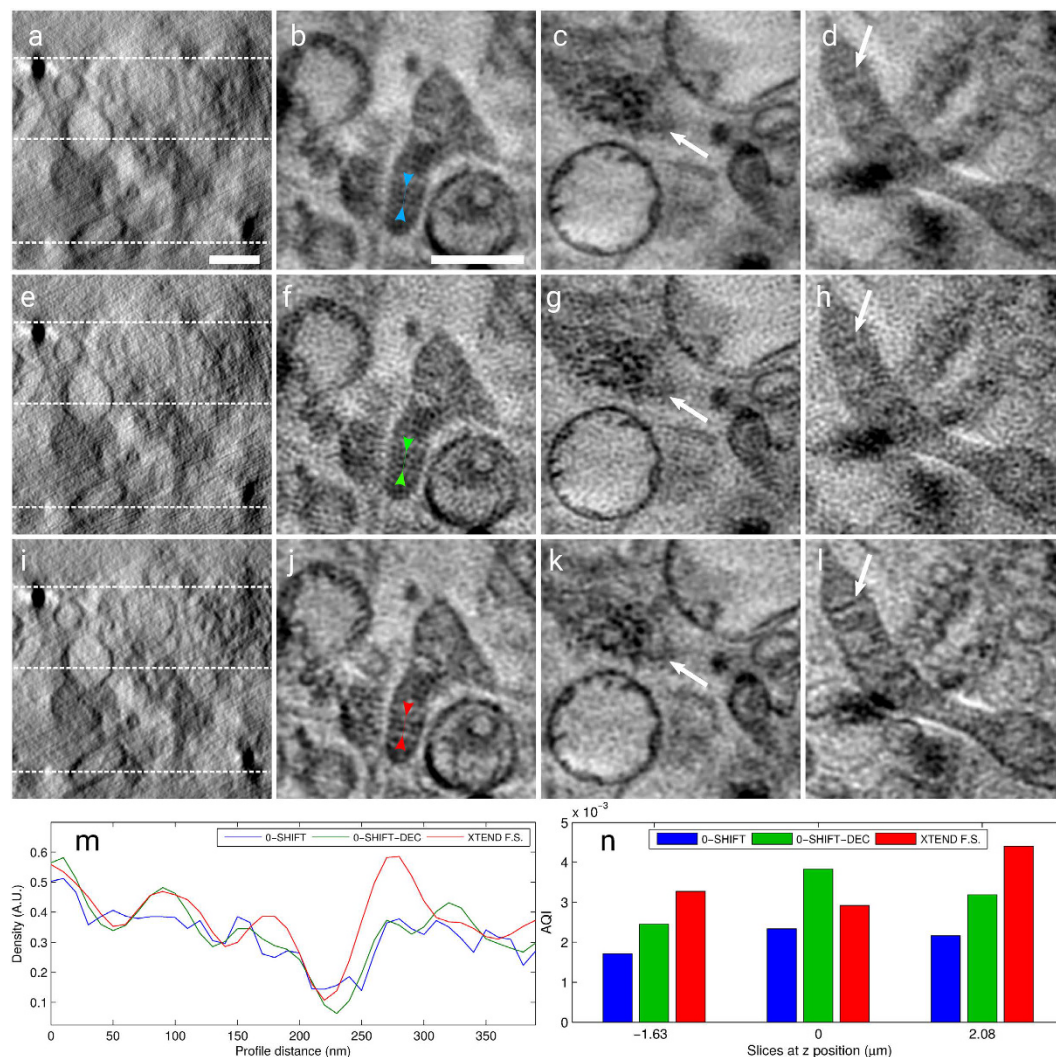 a b c d
e f g h
i j k l
m
0-SHIFT 0-SHIFT-DEC XTEND F.S.
Density (A.U.)
0.6
0.5
0.4
0.3
0.2
0.1
0 50 100 150 200 250 300 350
Profile distance (nm)
x 10⁻³
n
0-SHIFT 0-SHIFT-DEC XTEND F.S.
AQI
5
4
3
2
1
0
−1.63 0 2.08
Slices at z position (μm)